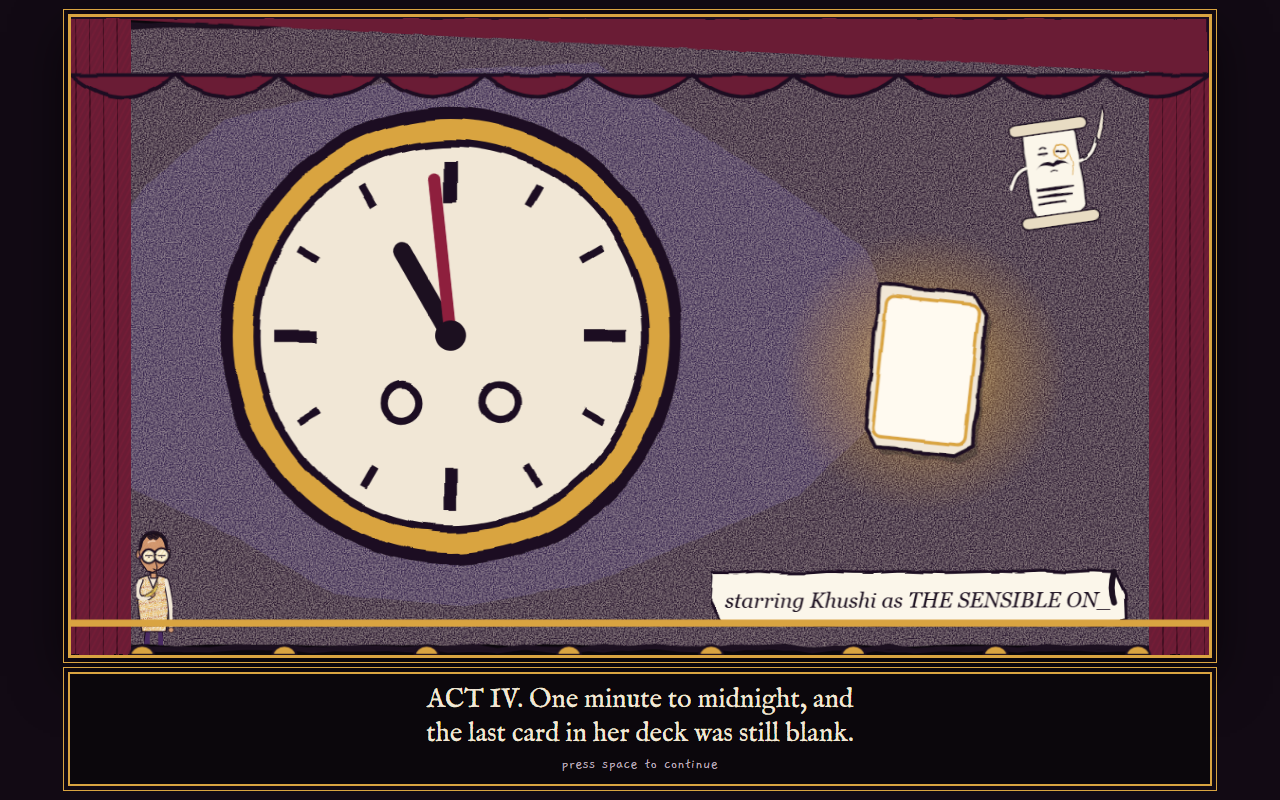 starring Khushi as THE SENSIBLE ON_
ACT IV. One minute to midnight, and
the last card in her deck was still blank.
press space to continue